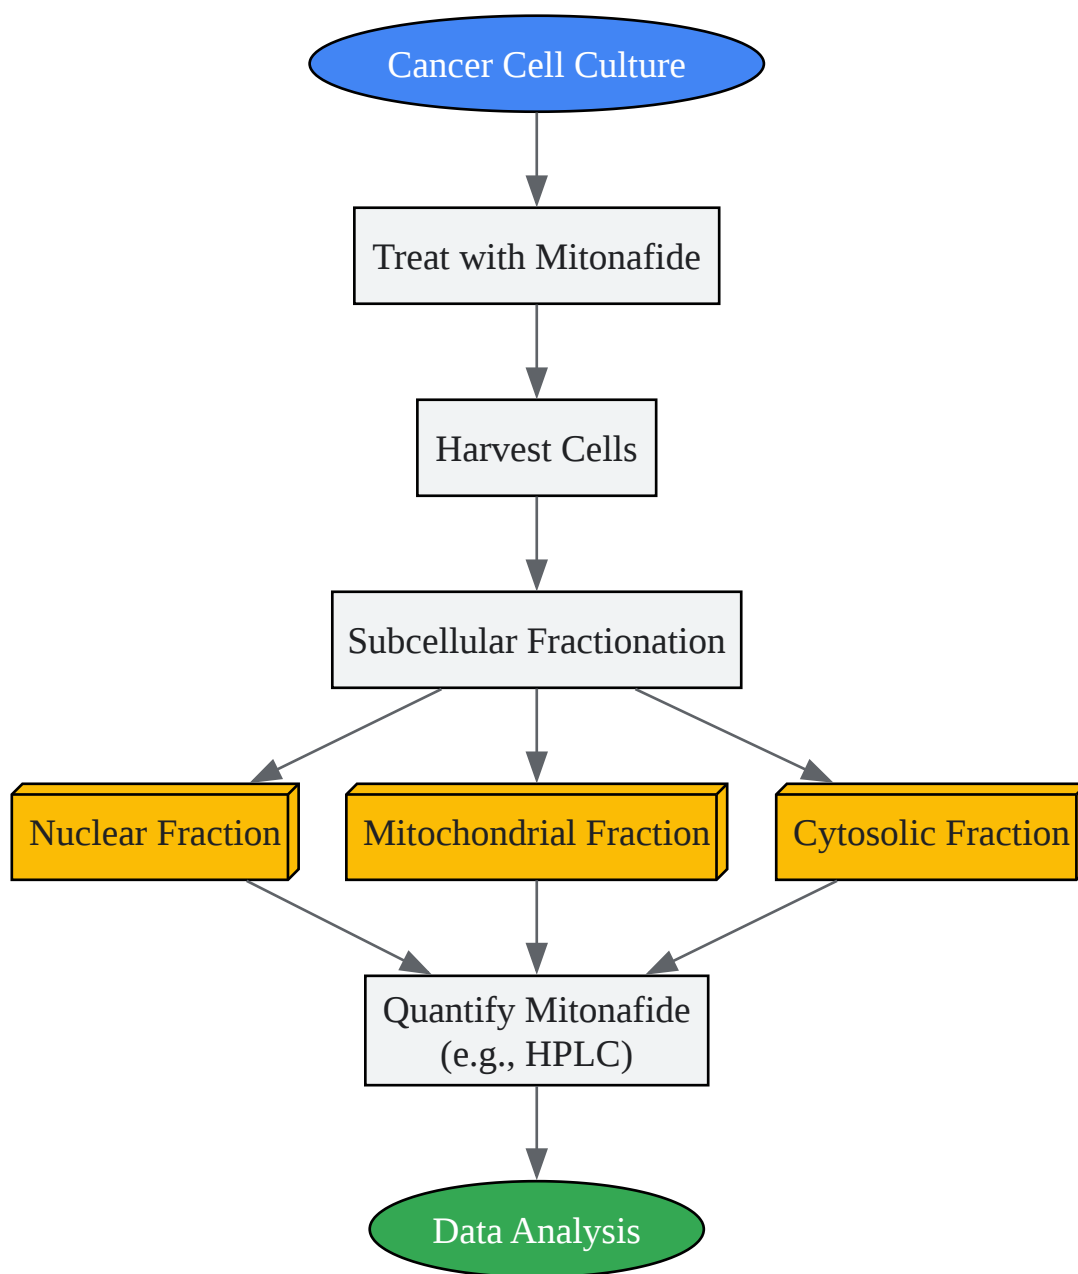 Cancer Cell Culture
Treat with Mitonafide
Harvest Cells
Subcellular Fractionation
Nuclear Fraction
Mitochondrial Fraction
Cytosolic Fraction
Quantify Mitonafide
(e.g., HPLC)
Data Analysis